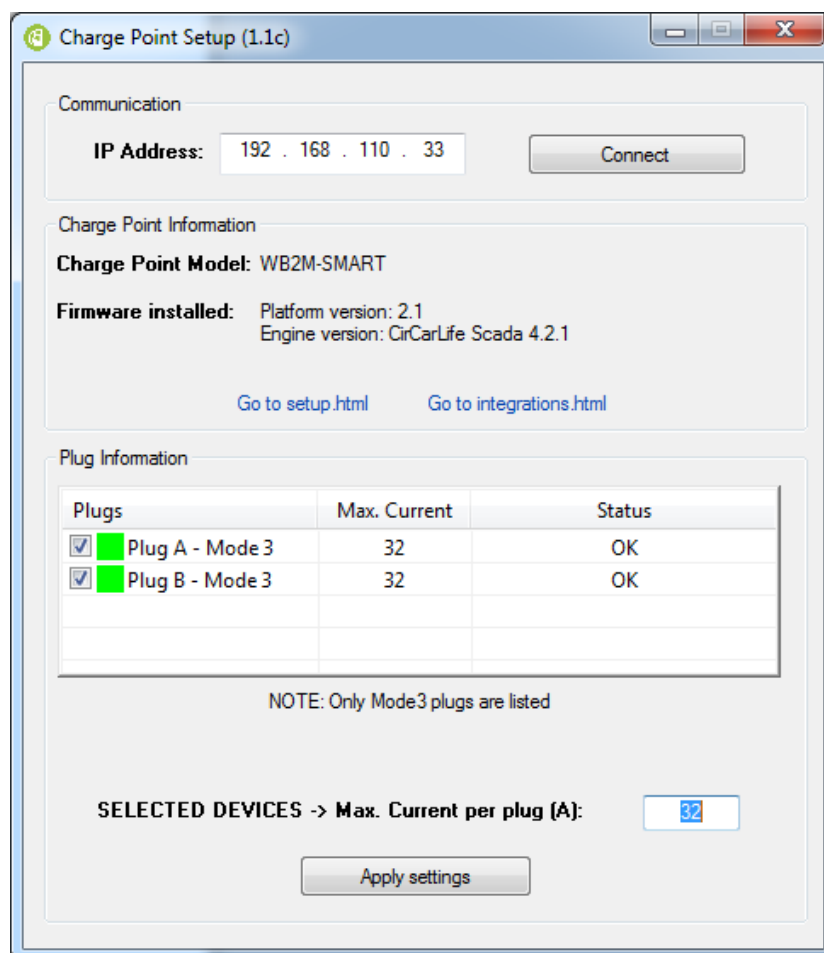 Charge Point Setup (1.1c)
Communication
IP Address: 192 . 168 . 110 . 33 Connect
Charge Point Information
Charge Point Model: WB2M-SMART
Firmware installed: Platform version: 2.1
Engine version: CirCarLife Scada 4.2.1
Go to setup.html Go to integrations.html
Plug Information
Plugs Max. Current Status
Plug A - Mode 3 32 OK
Plug B - Mode 3 32 OK
NOTE: Only Mode3 plugs are listed
SELECTED DEVICES -> Max. Current per plug (A): 32
Apply settings